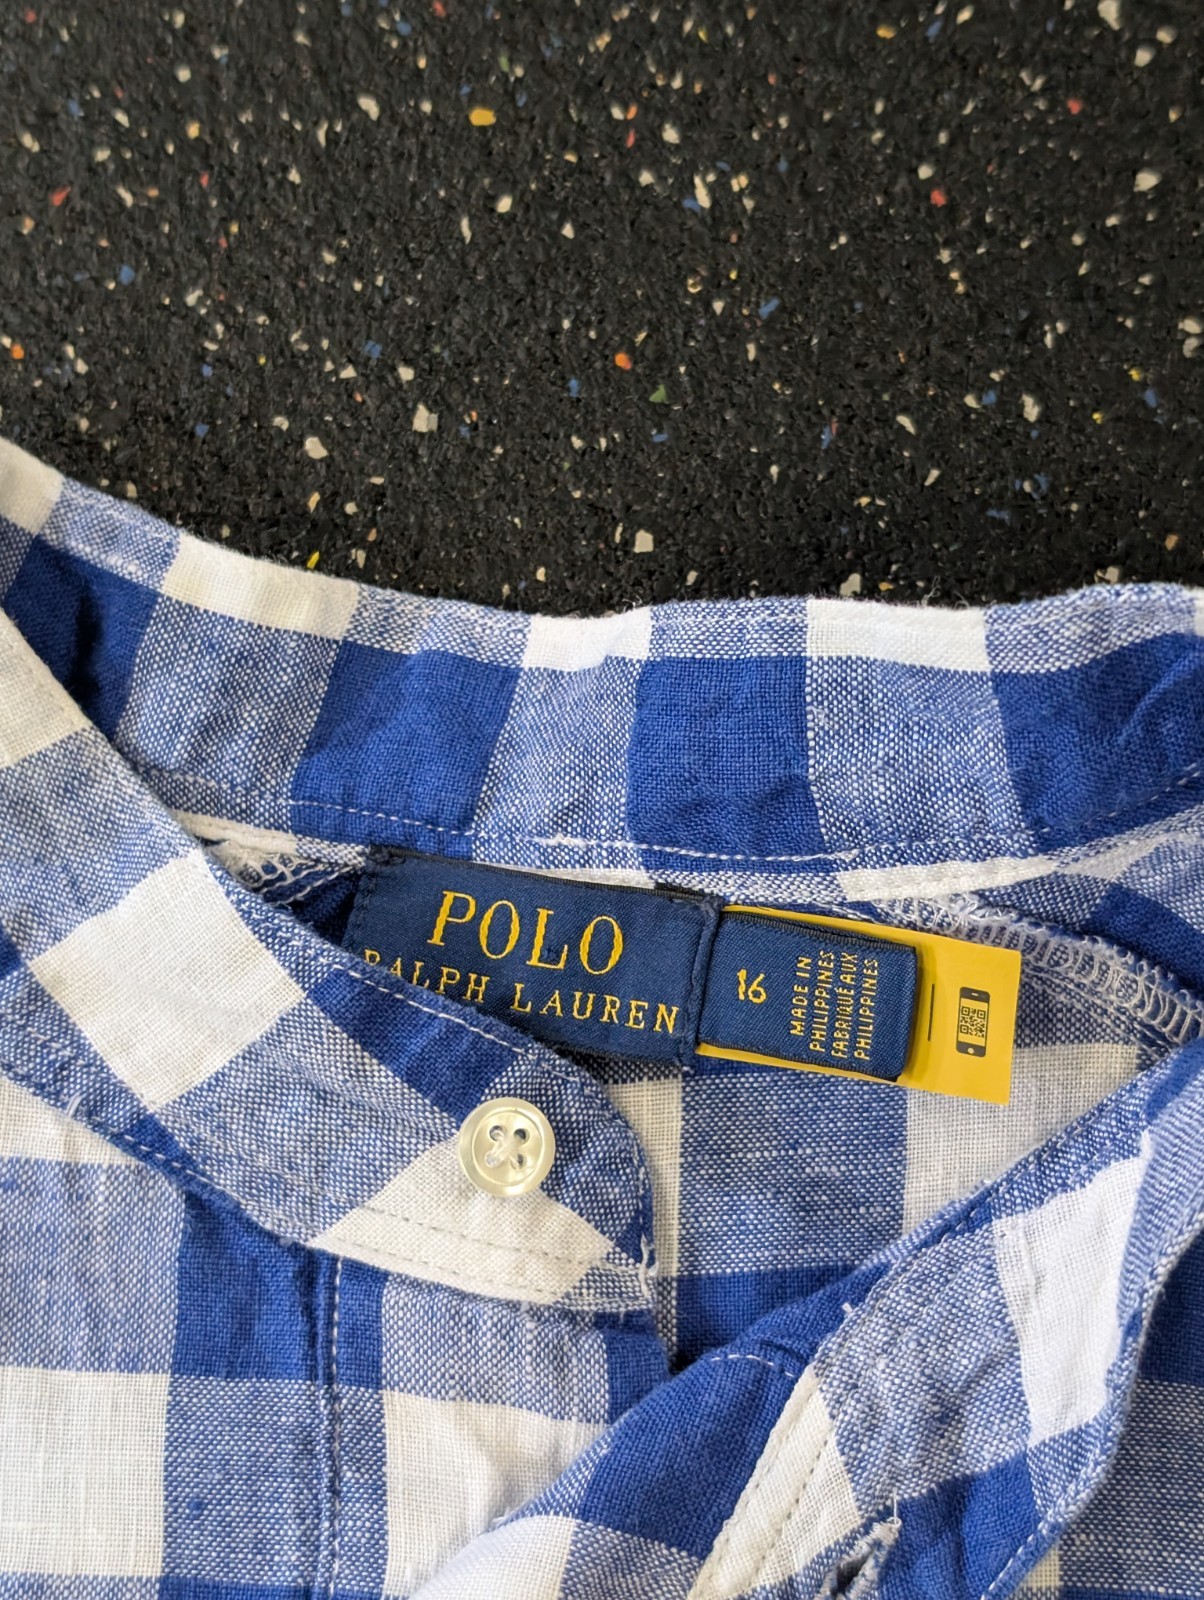 POLO
RALPH LAUREN
16
MADE IN
PHILIPPINES
FABRIQUÉ AUX
PHILIPPINES